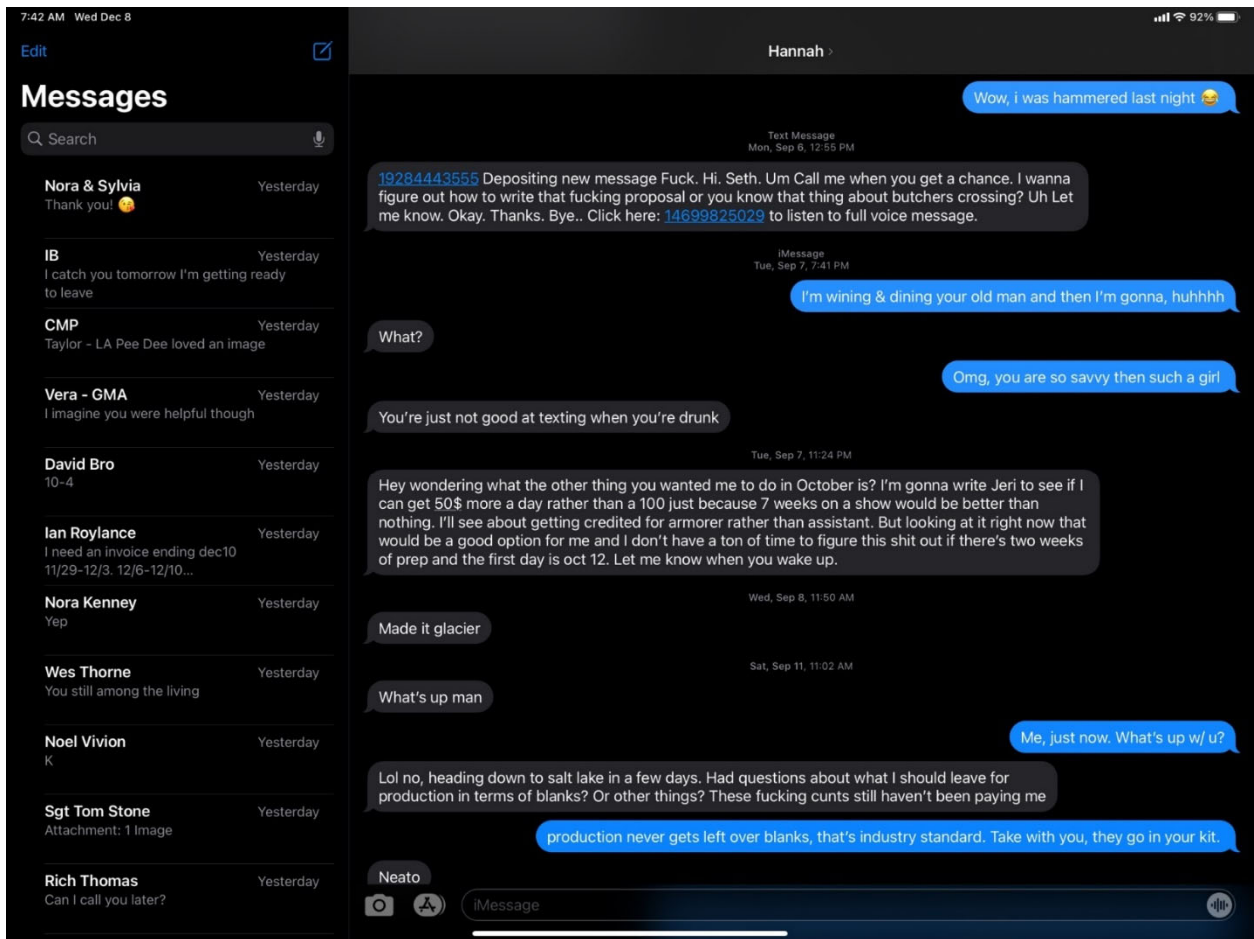 7:42 AM Wed Dec 8
92%
Edit
Messages
Search
Nora & Sylvia
Yesterday
Thank you! 😘
IB
Yesterday
I catch you tomorrow I'm getting ready
to leave
CMP
Yesterday
Taylor - LA Pee Dee loved an image
Vera - GMA
Yesterday
I imagine you were helpful though
David Bro
Yesterday
10-4
Ian Roylance
Yesterday
I need an invoice ending dec10
11/29-12/3. 12/6-12/10...
Nora Kenney
Yesterday
Yep
Wes Thorne
Yesterday
You still among the living
Noel Vivion
Yesterday
K
Sgt Tom Stone
Yesterday
Attachment: 1 Image
Rich Thomas
Yesterday
Can I call you later?
Hannah >
Wow, i was hammered last night 😂
Text Message
Mon, Sep 6, 12:55 PM
19284443555 Depositing new message Fuck. Hi. Seth. Um Call me when you get a chance. I wanna
figure out how to write that fucking proposal or you know that thing about butchers crossing? Uh Let
me know. Okay. Thanks. Bye.. Click here: 14699825029 to listen to full voice message.
iMessage
Tue, Sep 7, 7:41 PM
I'm wining & dining your old man and then I'm gonna, huhhhh
What?
Omg, you are so savvy then such a girl
You're just not good at texting when you're drunk
Tue, Sep 7, 11:24 PM
Hey wondering what the other thing you wanted me to do in October is? I'm gonna write Jeri to see if I
can get 50$ more a day rather than a 100 just because 7 weeks on a show would be better than
nothing. I'll see about getting credited for armorer rather than assistant. But looking at it right now that
would be a good option for me and I don't have a ton of time to figure this shit out if there's two weeks
of prep and the first day is oct 12. Let me know when you wake up.
Wed, Sep 8, 11:50 AM
Made it glacier
Sat, Sep 11, 11:02 AM
What's up man
Me, just now. What's up w/ u?
Lol no, heading down to salt lake in a few days. Had questions about what I should leave for
production in terms of blanks? Or other things? These fucking cunts still haven't been paying me
production never gets left over blanks, that's industry standard. Take with you, they go in your kit.
Neato
iMessage